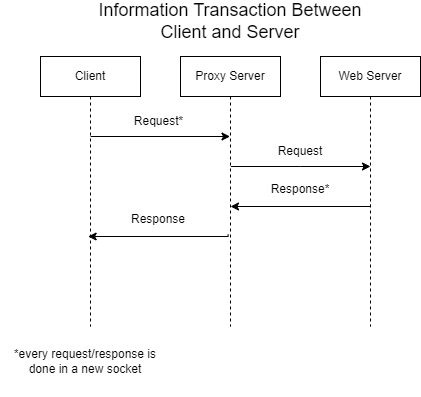 Information Transaction Between
Client and Server
Client
Proxy Server
Web Server
Request*
Request
Response*
Response
*every request/response is
done in a new socket